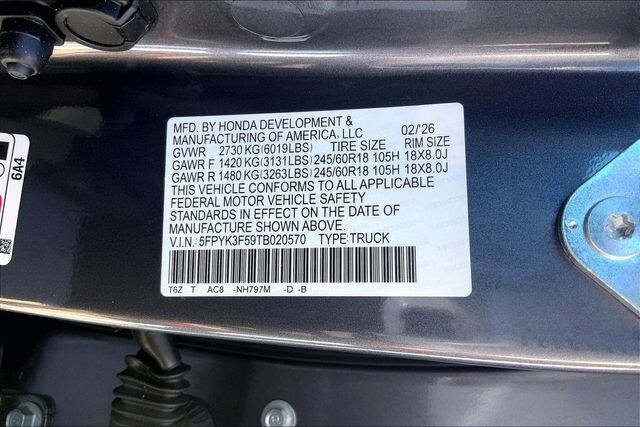 MFD. BY HONDA DEVELOPMENT &
MANUFACTURING OF AMERICA, LLC 02/'26
GVWR 2730 KG(6019LBS) TIRE SIZE RIM SIZE
GAWR F 1420 KG(3131LBS) 245/60R18 105H 18X8.0J
GAWR R 1480 KG(3263LBS) 245/60R18 105H 18X8.0J
THIS VEHICLE CONFORMS TO ALL APPLICABLE
FEDERAL MOTOR VEHICLE SAFETY
STANDARDS IN EFFECT ON THE DATE OF
MANUFACTURE SHOWN ABOVE.
V.I.N.: 5FPYK3F59TB020570 TYPE:TRUCK
T6Z T AC8 -NH797M -D -B
6A4